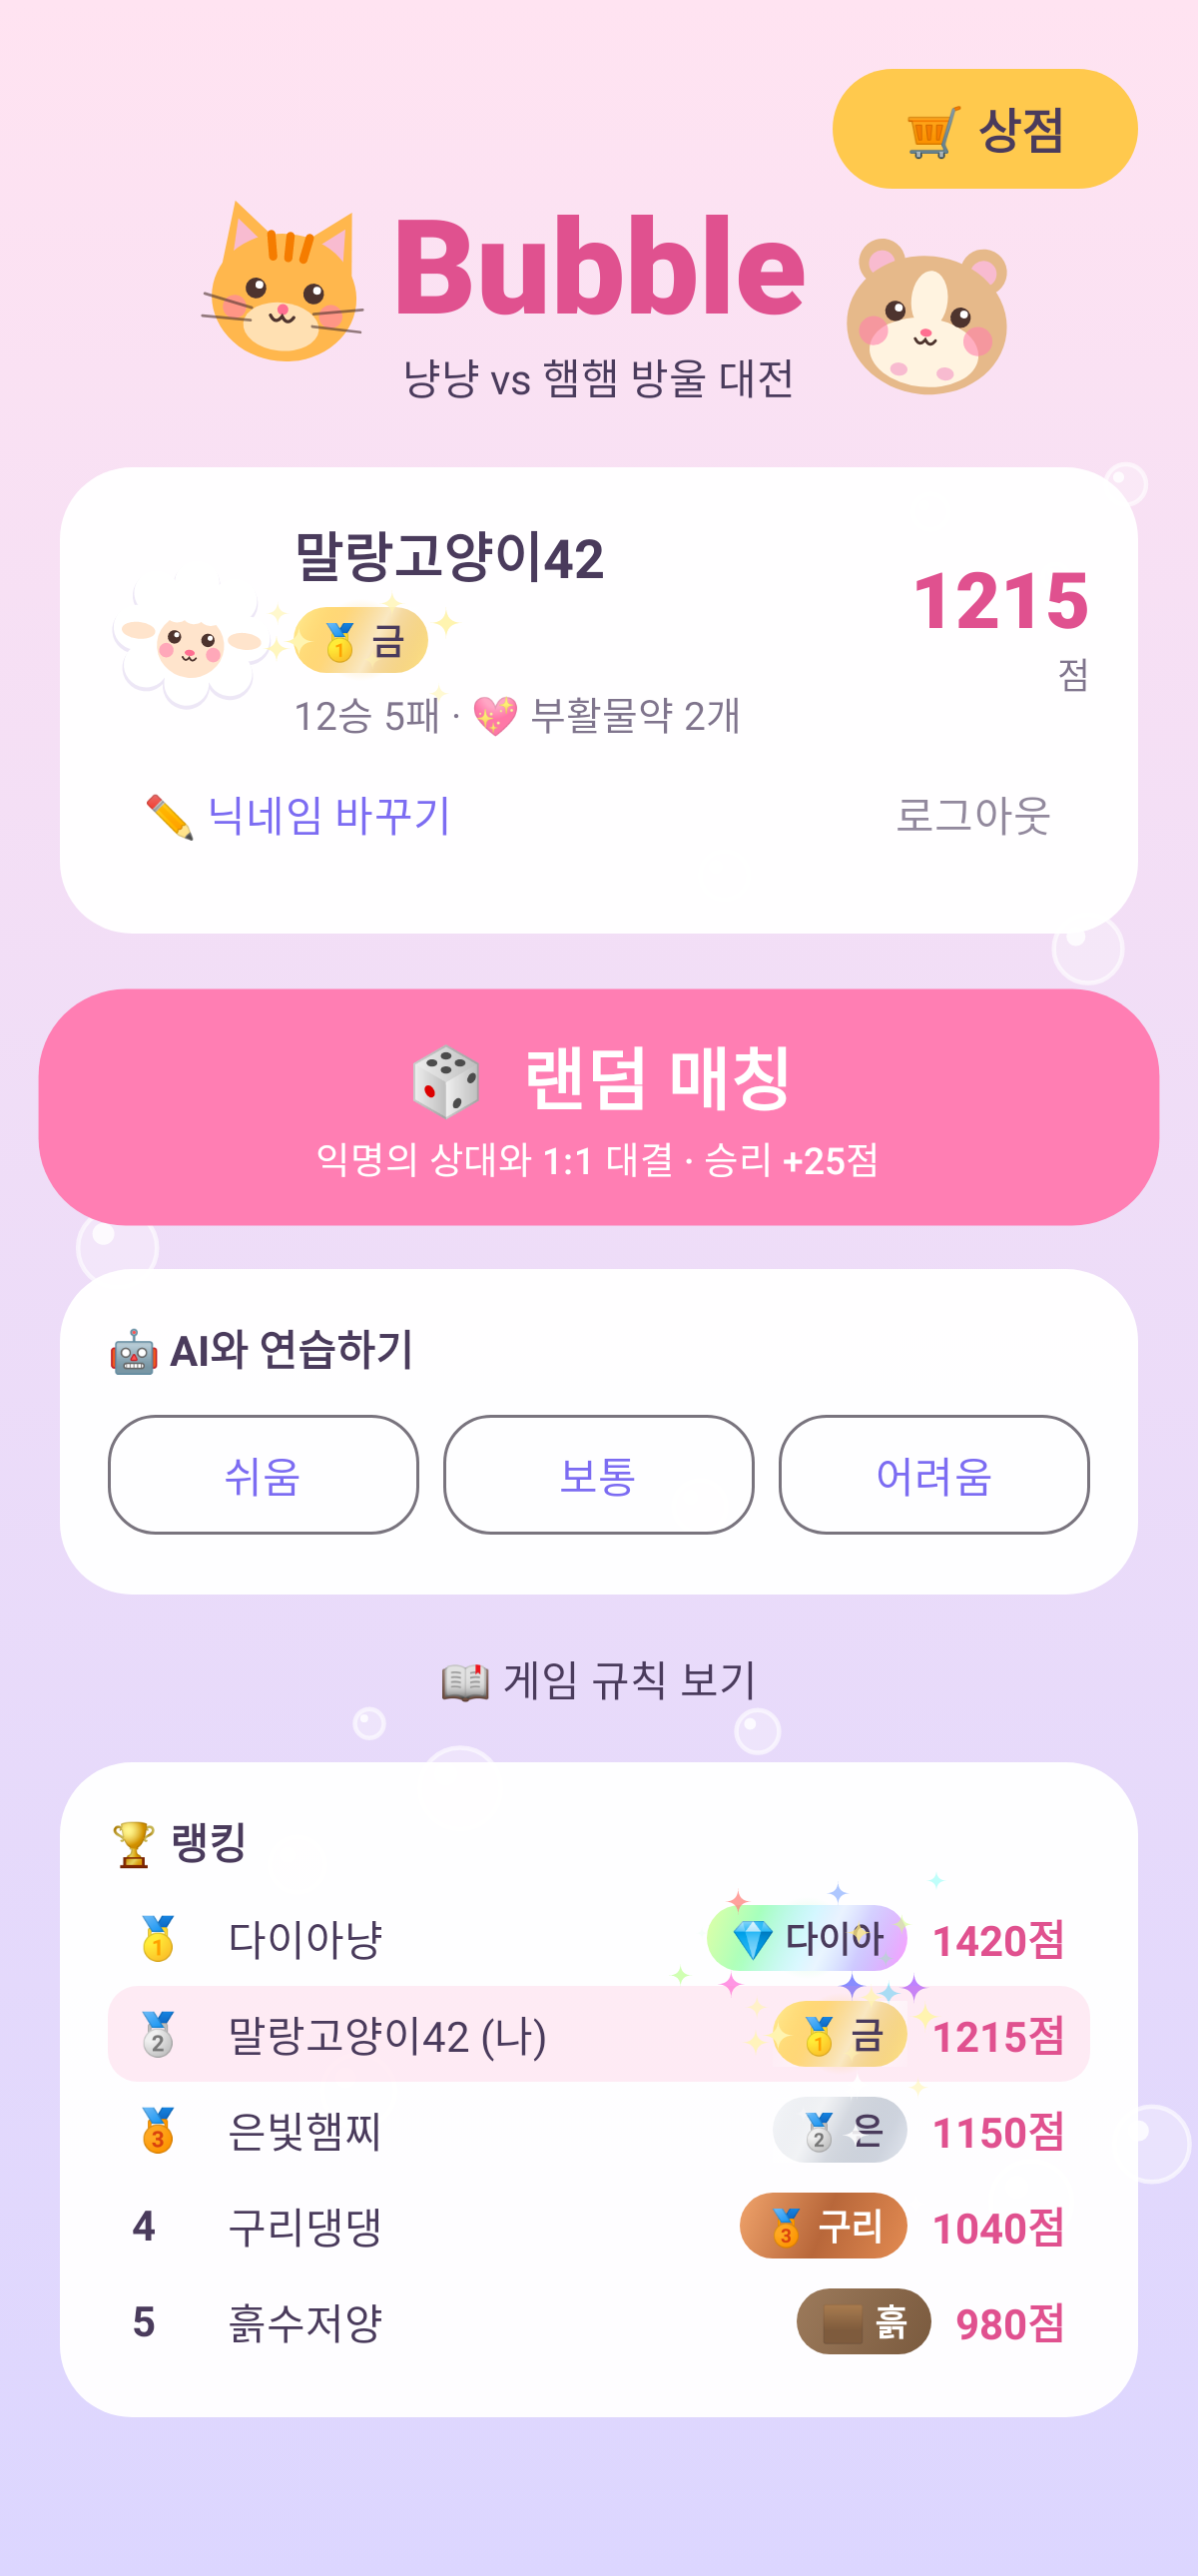 🛒 상점
Bubble
냥냥 vs 햄햄 방울 대전
말랑고양이42
🥇 금
1215
점
12승 5패 · 💖 부활물약 2개
✏️ 닉네임 바꾸기
로그아웃
🎲 랜덤 매칭
익명의 상대와 1:1 대결 · 승리 +25점
🤖 AI와 연습하기
쉬움 보통 어려움
📖 게임 규칙 보기
🏆 랭킹
🥇 다이아냥 💎 다이아 1420점
🥈 말랑고양이42 (나) 🥇 금 1215점
🥉 은빛햄찌 🥈 은 1150점
4 구리댕댕 🥉 구리 1040점
5 흙수저양 🟫 흙 980점